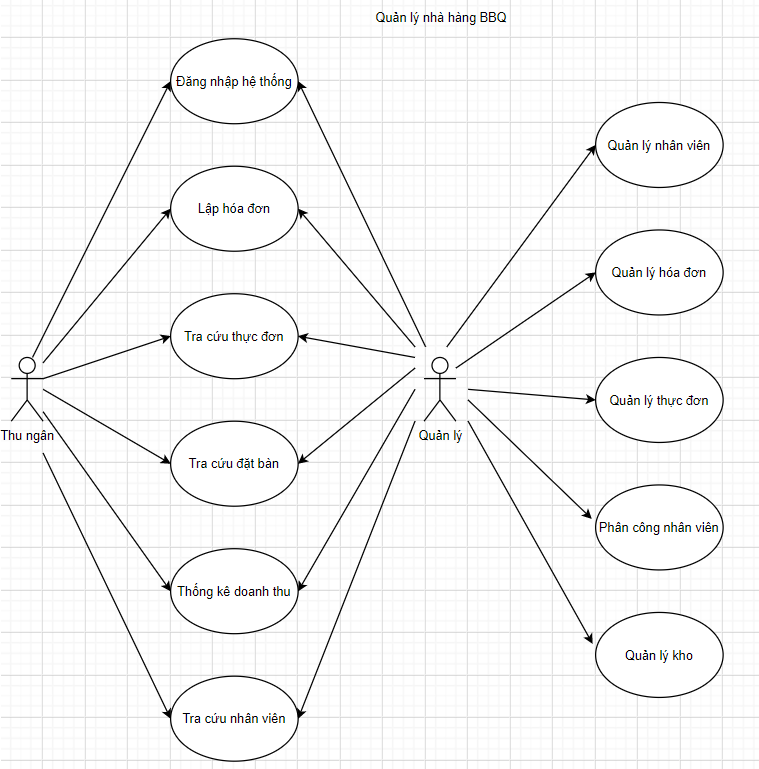 Quản lý nhà hàng BBQ
Đăng nhập hệ thống
Lập hóa đơn
Tra cứu thực đơn
Tra cứu đặt bàn
Thống kê doanh thu
Tra cứu nhân viên
Thu ngân
Quản lý
Quản lý nhân viên
Quản lý hóa đơn
Quản lý thực đơn
Phân công nhân viên
Quản lý kho